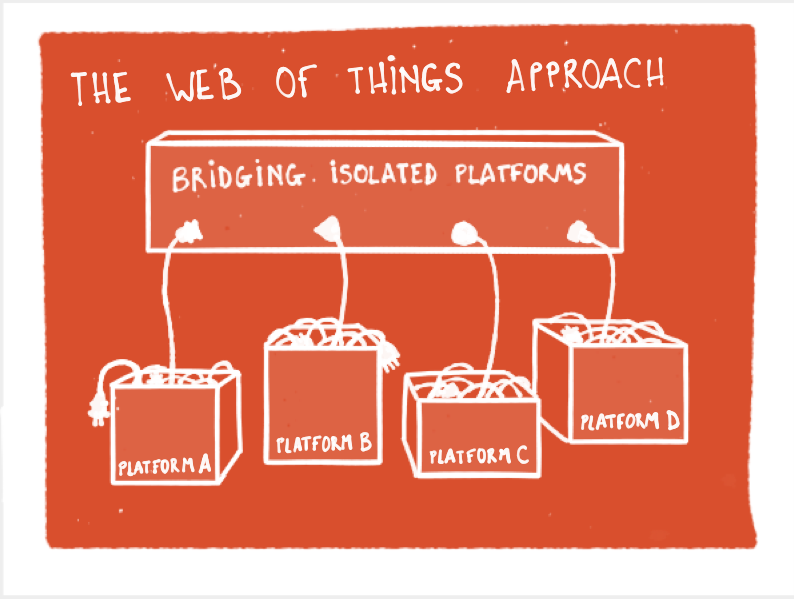 THE WEB OF THINGS APPROACH
BRIDGING ISOLATED PLATFORMS
PLATFORM A
PLATFORM B
PLATFORM C
PLATFORM D